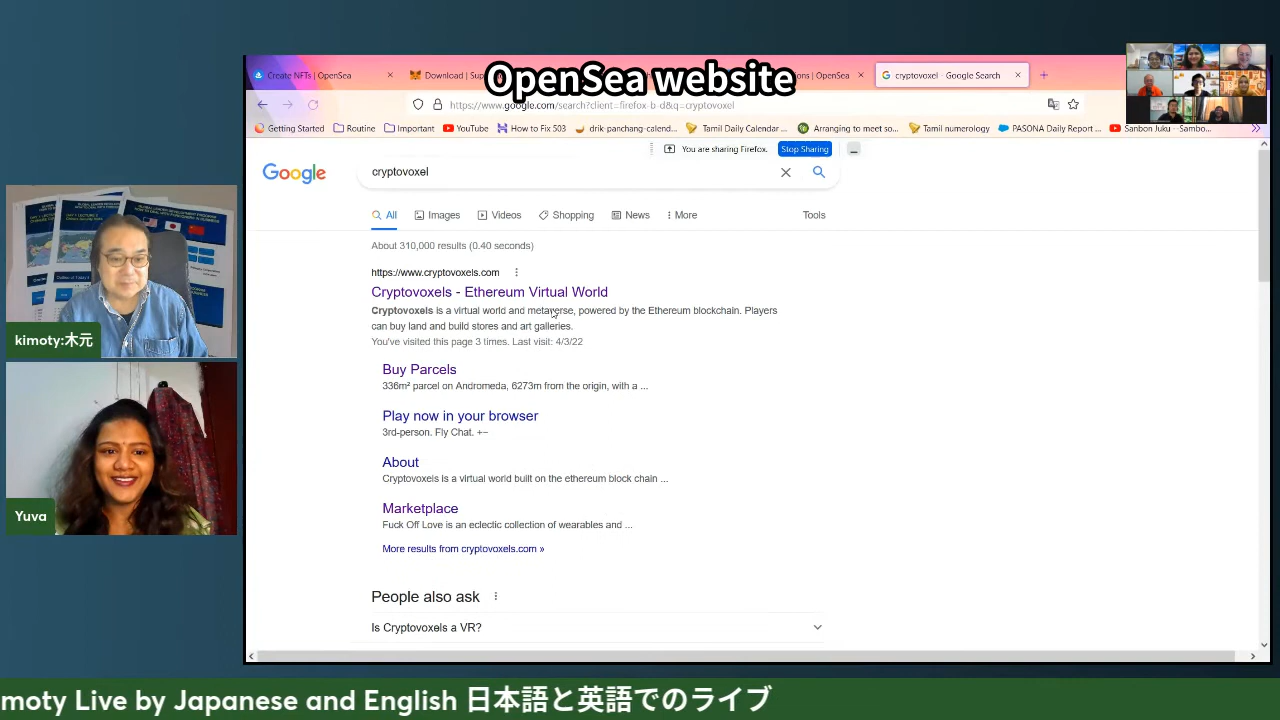 OpenSea website
Create NFTs | OpenSea
Download | Sup
ons | OpenSea
cryptovoxel - Google Search
https://www.google.com/search?client=firefox-b-d&q=cryptovoxel
Getting Started
Routine
Important
YouTube
How to Fix 503
drik-panchang-calend...
Tamil Daily Calendar ...
Arranging to meet so...
Tamil numerology
PASONA Daily Report ...
Sanbon Juku --Sambo...
You are sharing Firefox.
Stop Sharing
Google
cryptovoxel
All
Images
Videos
Shopping
News
More
Tools
About 310,000 results (0.40 seconds)
https://www.cryptovoxels.com
Cryptovoxels - Ethereum Virtual World
Cryptovoxels is a virtual world and metaverse, powered by the Ethereum blockchain. Players
can buy land and build stores and art galleries.
You've visited this page 3 times. Last visit: 4/3/22
Buy Parcels
336m² parcel on Andromeda, 6273m from the origin, with a ...
Play now in your browser
3rd-person. Fly Chat. +−
About
Cryptovoxels is a virtual world built on the ethereum block chain ...
Marketplace
Fuck Off Love is an eclectic collection of wearables and ...
More results from cryptovoxels.com »
People also ask
Is Cryptovoxels a VR?
kimoty:木元
Yuva
moty Live by Japanese and English 日本語と英語でのライブ